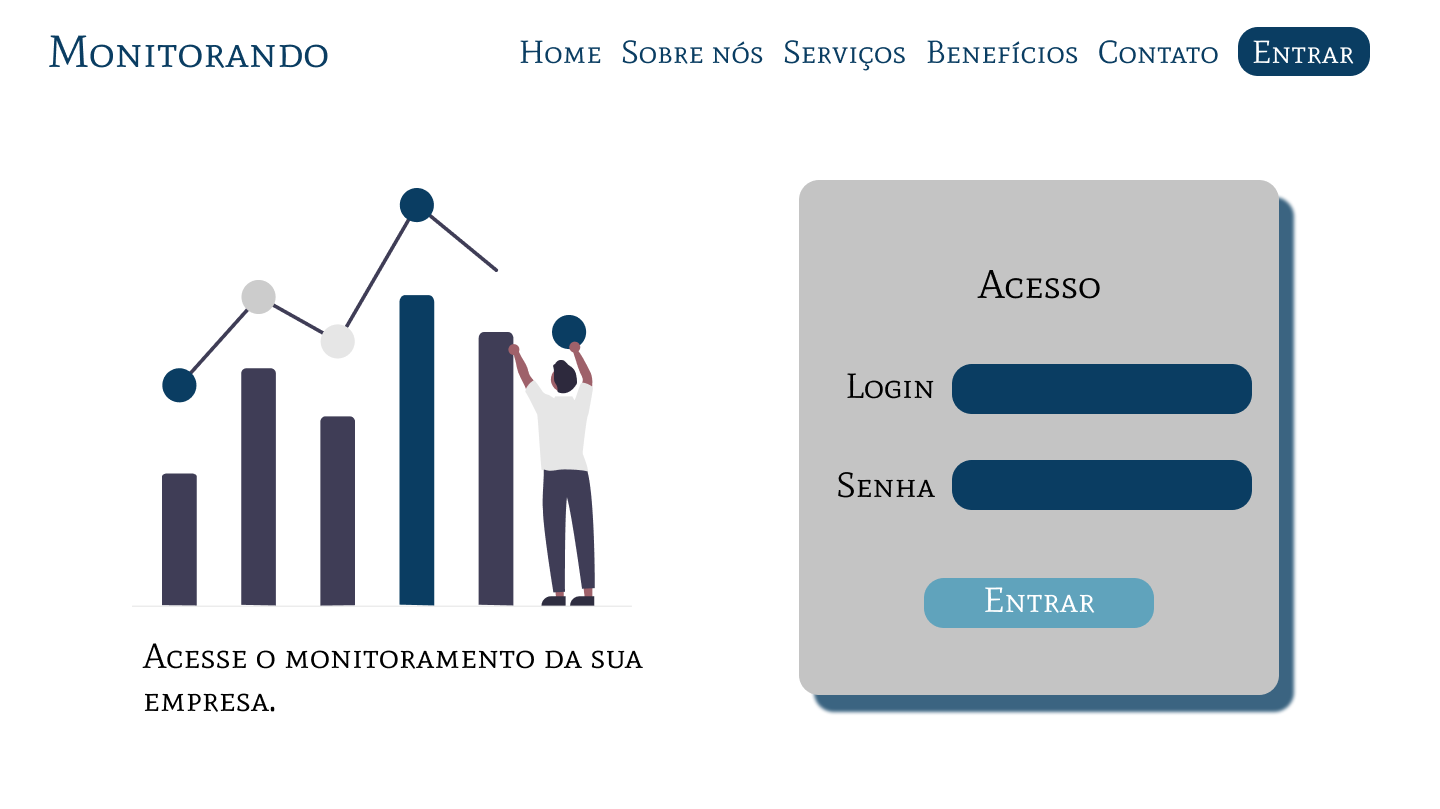 Monitorando
Home Sobre nós Serviços Benefícios Contato Entrar
Acesso
Login
Senha
Entrar
Acesse o monitoramento da sua
empresa.